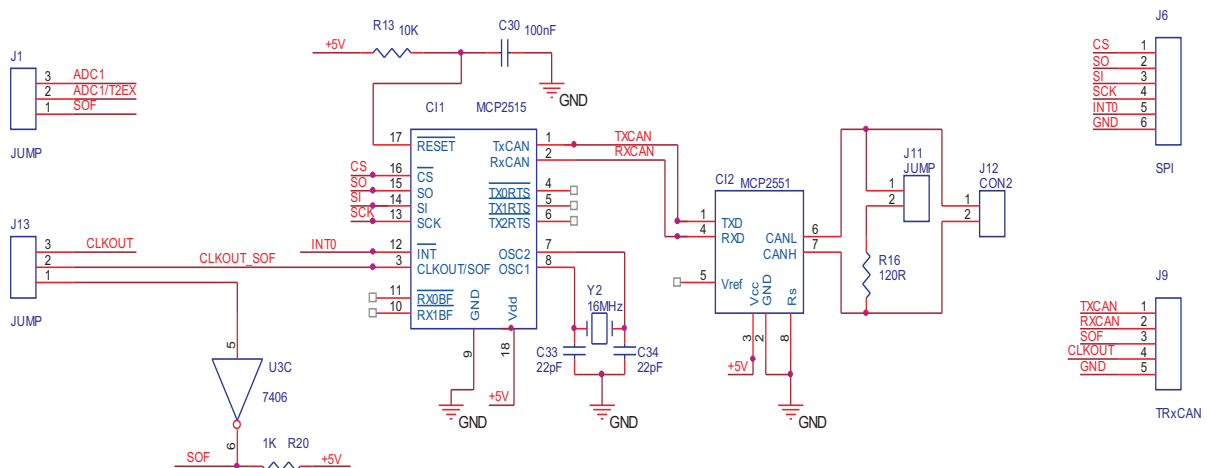 R13 10K
C30 100nF
+5V
GND
J1
3 ADC1
2 ADC1/T2EX
1 SOF
JUMP
J13
3 CLKOUT
2 CLKOUT_SOF
1
JUMP
5
U3C
7406
6
SOF
1K R20
+5V
CI1 MCP2515
17 RESET
CS 16 CS
SO 15 SO
SI 14 SI
SCK 13 SCK
INT0 12 INT
3 CLKOUT/SOF
11 RX0BF
10 RX1BF
GND
9
Vdd
18
GND
+5V
TxCAN 1 TXCAN
RxCAN 2 RXCAN
TX0RTS 4
TX1RTS 5
TX2RTS 6
OSC2 7
OSC1 8
Y2
16MHz
C33
22pF
C34
22pF
GND
CI2 MCP2551
1 TXD
4 RXD
5 Vref
CANL 6
CANH 7
Vcc
GND
Rs
3
2
8
+5V
GND
R16
120R
J11
JUMP
1
2
J12
CON2
1
2
J6
CS 1
SO 2
SI 3
SCK 4
INT0 5
GND 6
SPI
J9
TXCAN 1
RXCAN 2
SOF 3
CLKOUT 4
GND 5
TRxCAN